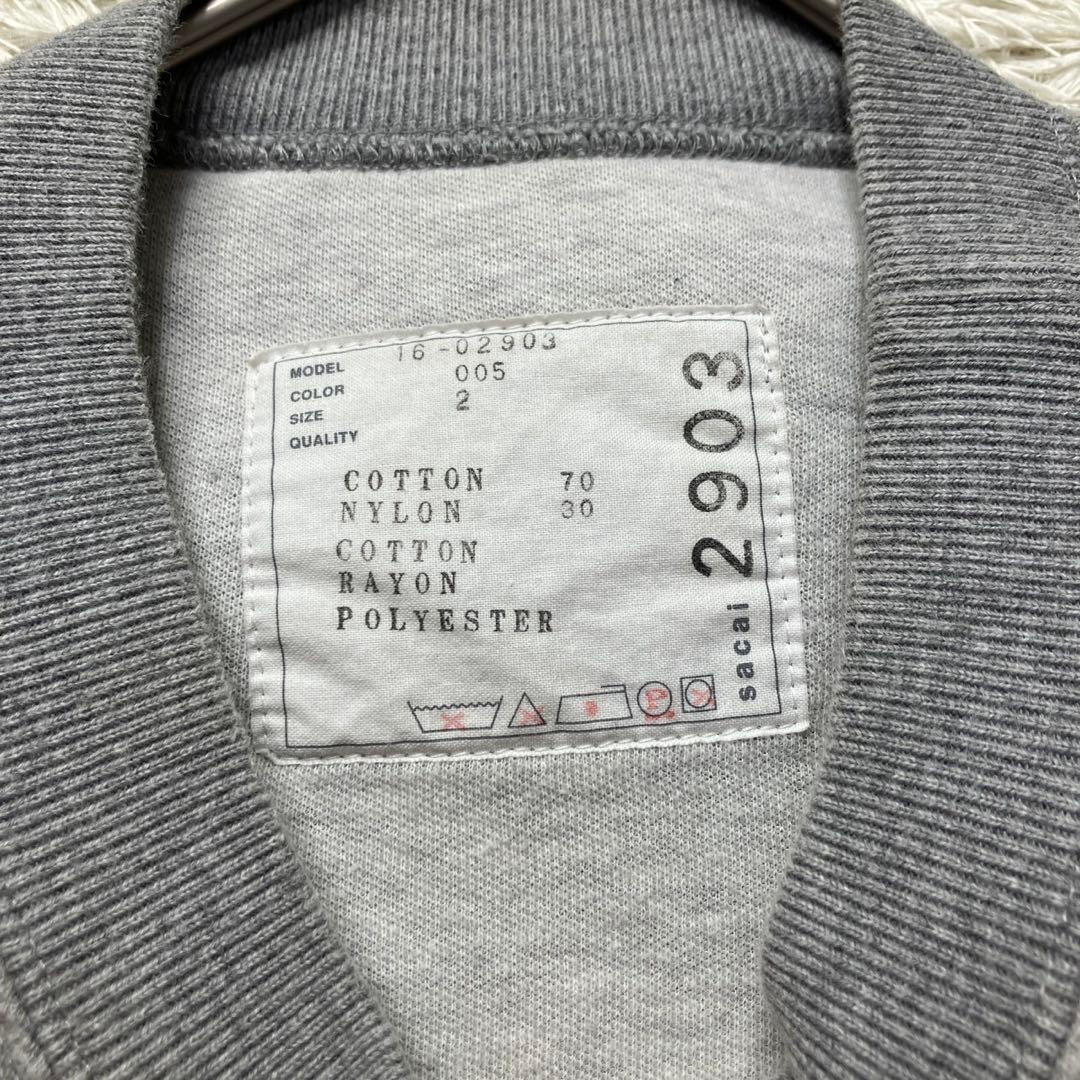 MODEL 16-02903
COLOR 005
SIZE 2
QUALITY
COTTON 70
NYLON 30
COTTON
RAYON
POLYESTER
P
sacai 2903